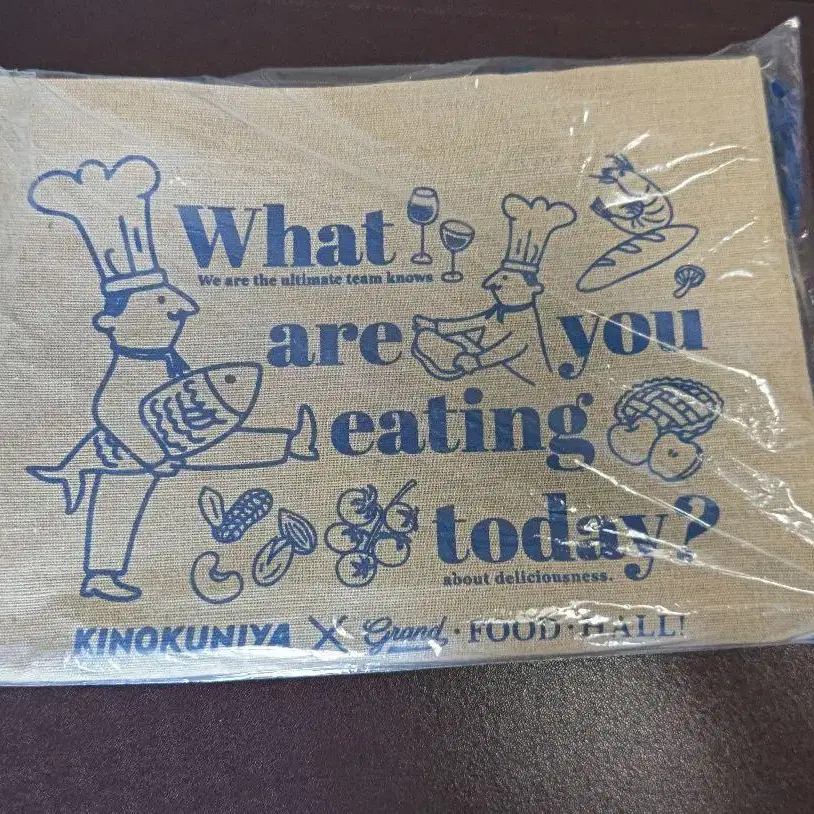 What
We are the ultimate team knows
are you
eating
today?
about deliciousness.
KINOKUNIYA X Grand · FOOD · HALL!